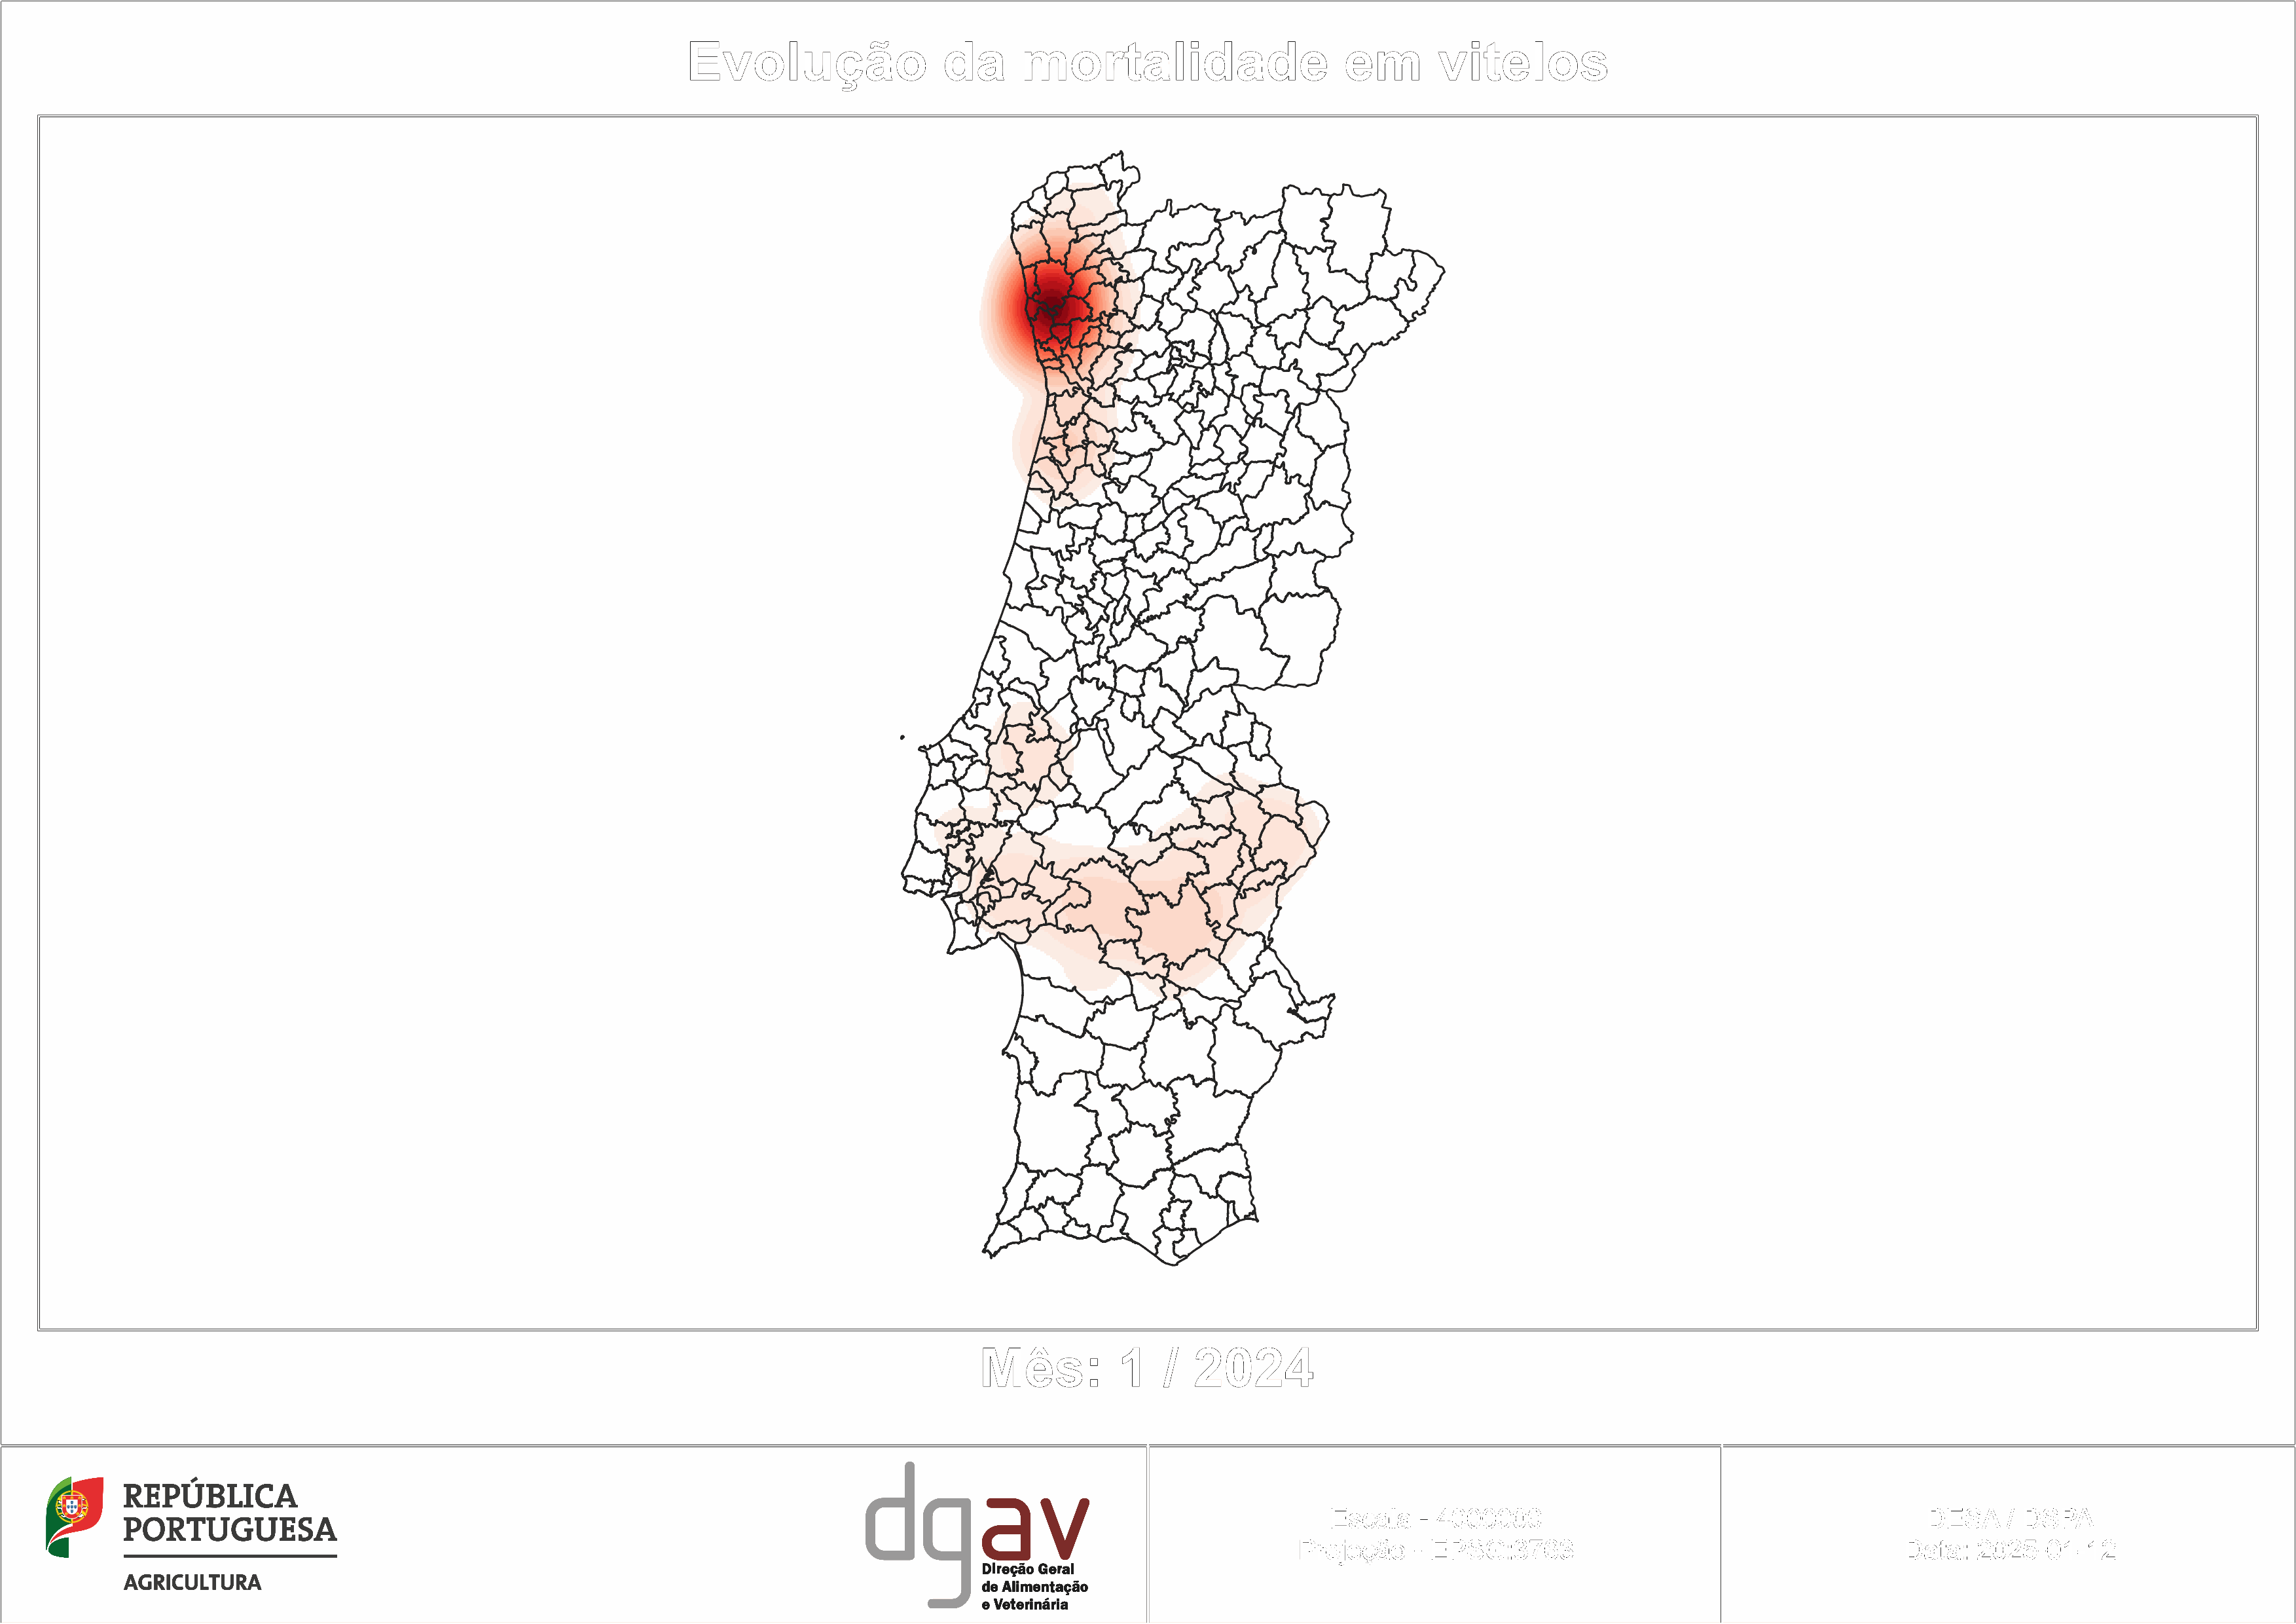 Evolução da mortalidade em vitelos
Mês: 1 / 2024
REPÚBLICA
PORTUGUESA
AGRICULTURA
dgav
Direção Geral
de Alimentação
e Veterinária
Escala - 4000000
Projeção - EPSG:3763
DESA / DSPA
Data: 2025-01-12